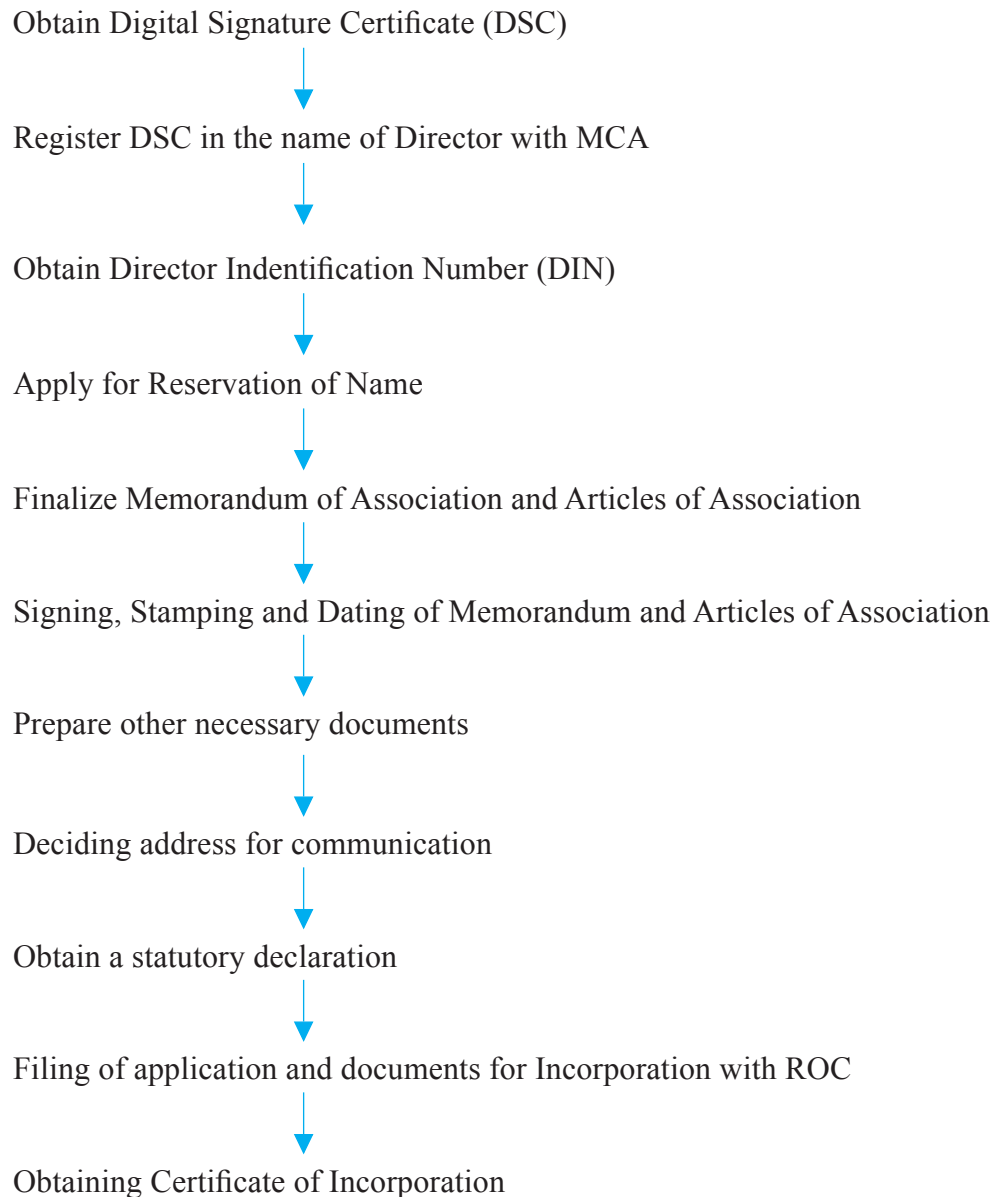 Obtain Digital Signature Certificate (DSC)
Register DSC in the name of Director with MCA
Obtain Director Indentification Number (DIN)
Apply for Reservation of Name
Finalize Memorandum of Association and Articles of Association
Signing, Stamping and Dating of Memorandum and Articles of Association
Prepare other necessary documents
Deciding address for communication
Obtain a statutory declaration
Filing of application and documents for Incorporation with ROC
Obtaining Certificate of Incorporation